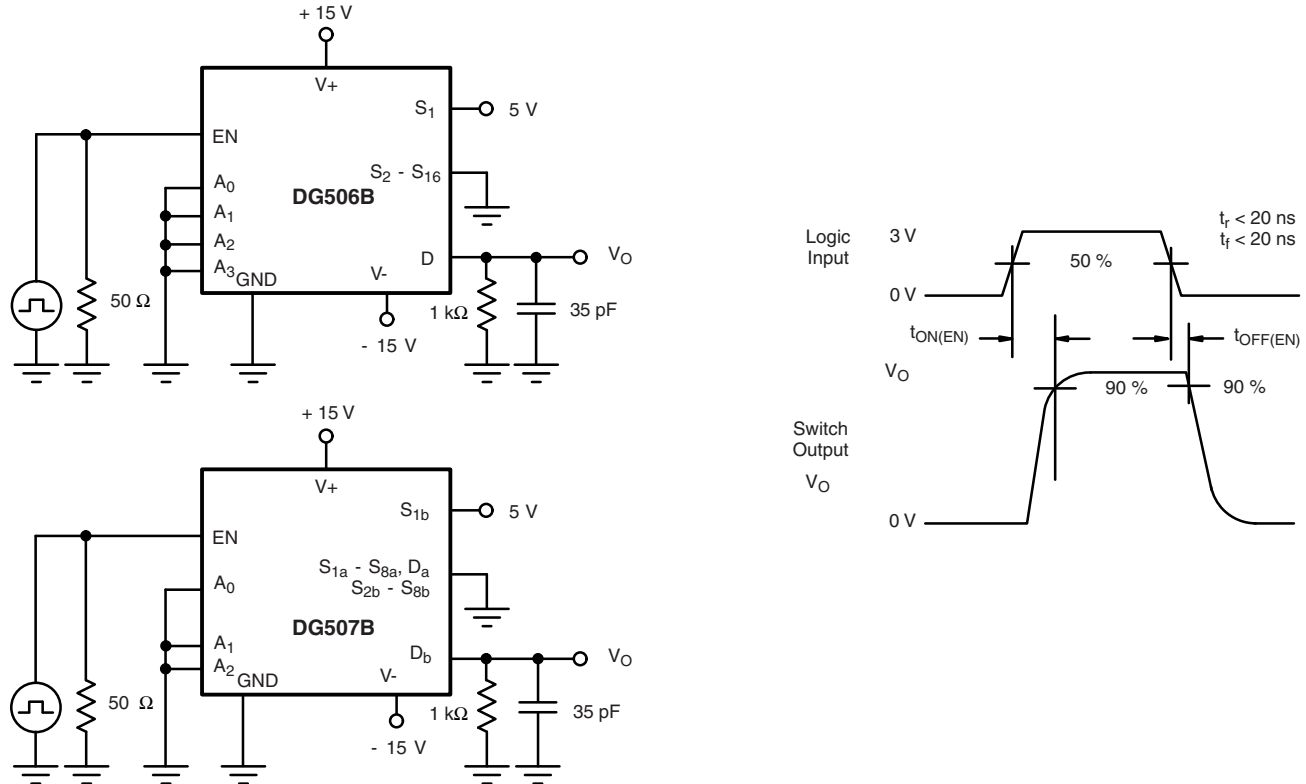 + 15 V
V+
S1
5 V
EN
S2 - S16
A0
A1
A2
A3
DG506B
D
VO
GND
V-
50 Ω
1 kΩ
35 pF
- 15 V
+ 15 V
V+
S1b
5 V
EN
S1a - S8a, Da
S2b - S8b
A0
DG507B
A1
A2
Db
VO
GND
V-
50 Ω
1 kΩ
35 pF
- 15 V
Logic
Input
3 V
50 %
0 V
tr < 20 ns
tf < 20 ns
tON(EN)
tOFF(EN)
VO
90 %
90 %
Switch
Output
VO
0 V